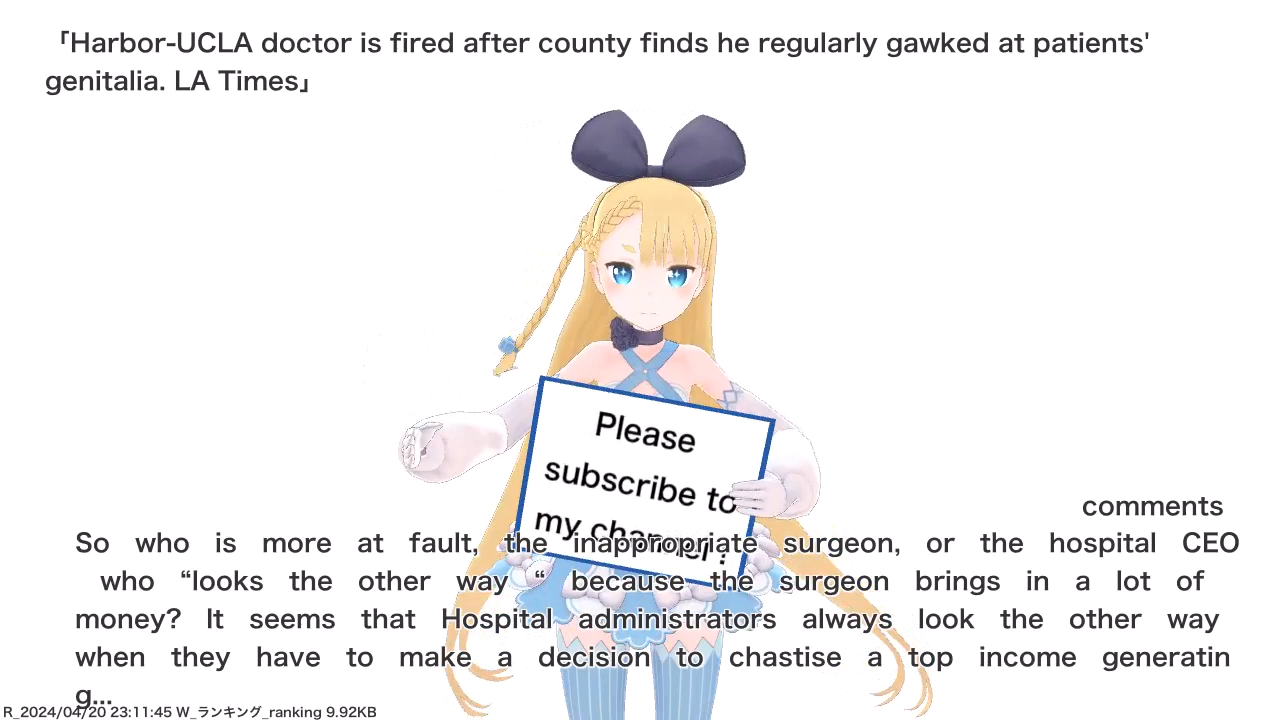 「Harbor-UCLA doctor is fired after county finds he regularly gawked at patients'
genitalia. LA Times」
Please
subscribe to
my channel!
comments
So who is more at fault, the inappropriate surgeon, or the hospital CEO
who “looks the other way “ because the surgeon brings in a lot of
money? It seems that Hospital administrators always look the other way
when they have to make a decision to chastise a top income generatin
g...
R_2024/04/20 23:11:45 W_ランキング_ranking 9.92KB